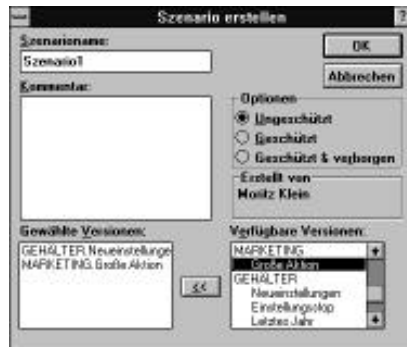 Szenario erstellen
?
Szenarioname:
Szenario1
OK
Abbrechen
Kommentar:
Optionen
Ungeschützt
Geschützt
Geschützt & verborgen
Erstellt von
Moritz Klein
Gewählte Versionen:
GEHÄLTER.Neueinstellunge
MARKETING.Große Aktion
<<
Verfügbare Versionen:
MARKETING
Große Aktion
GEHÄLTER
Neueinstellungen
Einstellungsstop
Letztes Jahr